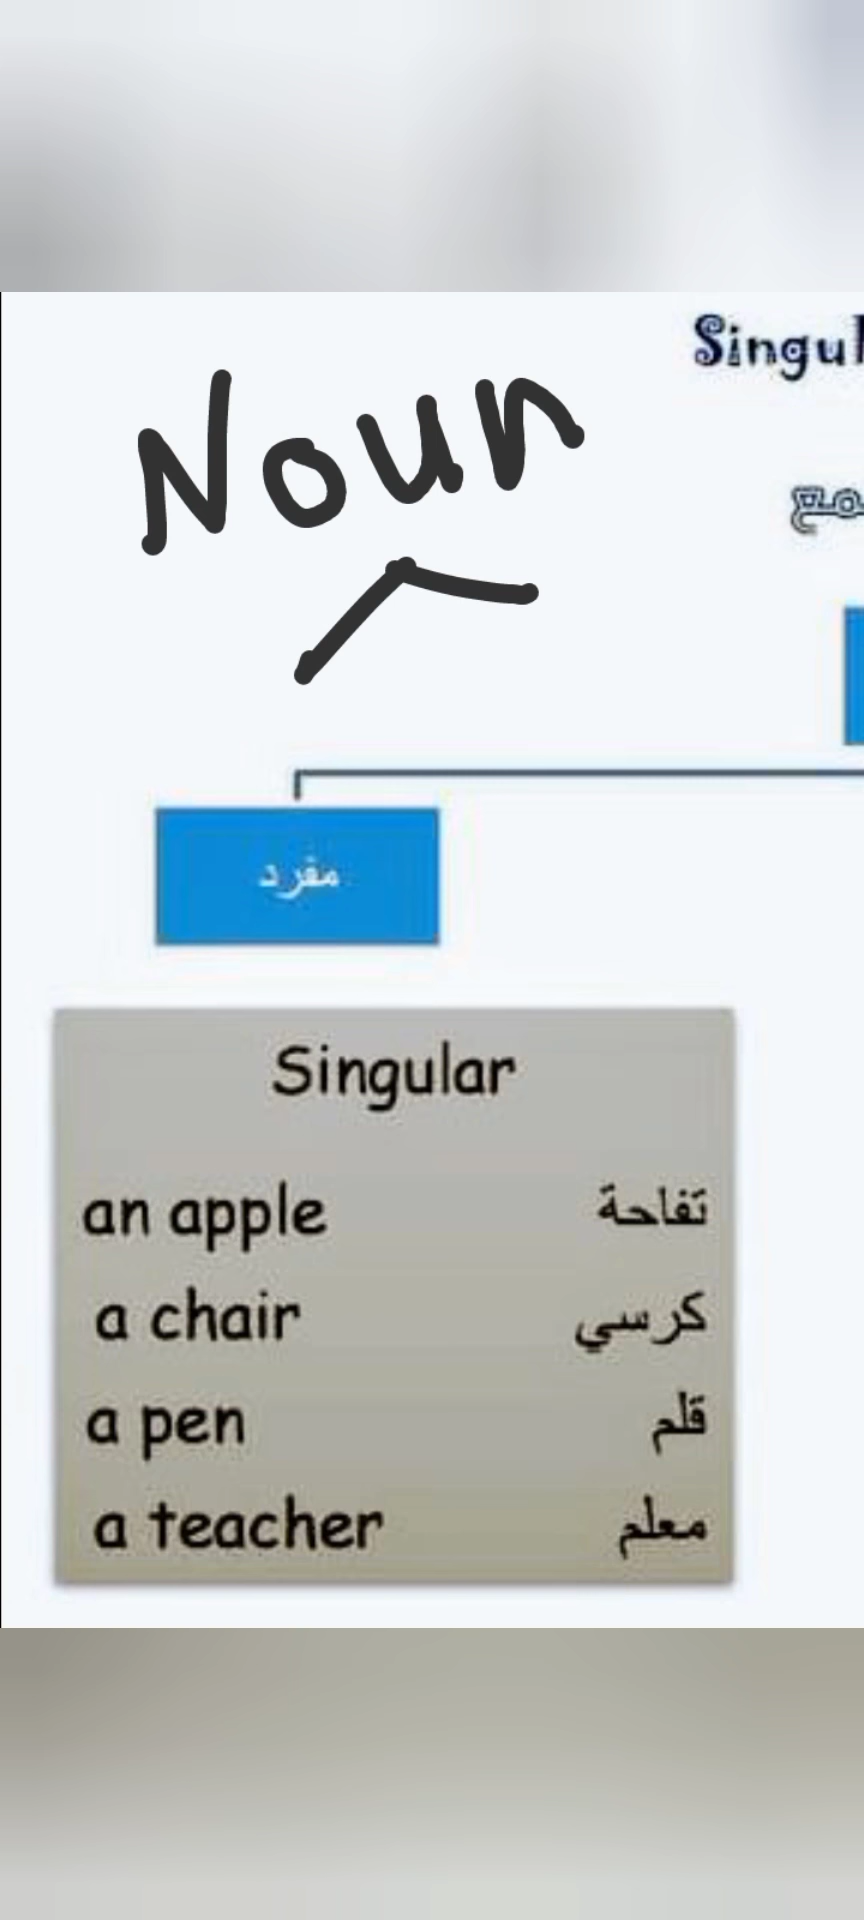 Noun
مفرد
Singular
an apple تفاحة
a chair كرسي
a pen قلم
a teacher معلم